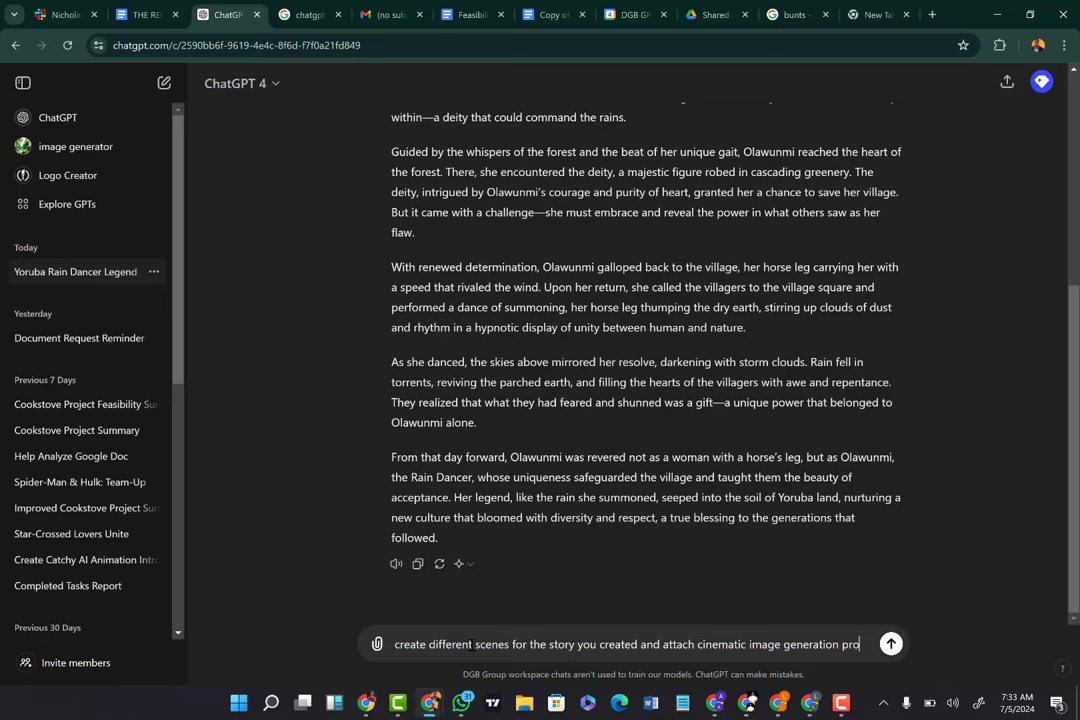 Nichola
THE REC
ChatGP
chatgpt
(no sub
Feasibili
Copy of
DGB GR
Shared
bunts -
New Ta
chatgpt.com/c/2590bb6f-9619-4e4c-8f6d-f7f0a21fd849
ChatGPT 4
ChatGPT
image generator
Logo Creator
Explore GPTs
Today
Yoruba Rain Dancer Legend
Yesterday
Document Request Reminder
Previous 7 Days
Cookstove Project Feasibility Sum
Cookstove Project Summary
Help Analyze Google Doc
Spider-Man & Hulk: Team-Up
Improved Cookstove Project Sum
Star-Crossed Lovers Unite
Create Catchy AI Animation Intro
Completed Tasks Report
Previous 30 Days
Invite members
within—a deity that could command the rains.
Guided by the whispers of the forest and the beat of her unique gait, Olawunmi reached the heart of
the forest. There, she encountered the deity, a majestic figure robed in cascading greenery. The
deity, intrigued by Olawunmi's courage and purity of heart, granted her a chance to save her village.
But it came with a challenge—she must embrace and reveal the power in what others saw as her
flaw.
With renewed determination, Olawunmi galloped back to the village, her horse leg carrying her with
a speed that rivaled the wind. Upon her return, she called the villagers to the village square and
performed a dance of summoning, her horse leg thumping the dry earth, stirring up clouds of dust
and rhythm in a hypnotic display of unity between human and nature.
As she danced, the skies above mirrored her resolve, darkening with storm clouds. Rain fell in
torrents, reviving the parched earth, and filling the hearts of the villagers with awe and repentance.
They realized that what they had feared and shunned was a gift—a unique power that belonged to
Olawunmi alone.
From that day forward, Olawunmi was revered not as a woman with a horse's leg, but as Olawunmi,
the Rain Dancer, whose uniqueness safeguarded the village and taught them the beauty of
acceptance. Her legend, like the rain she summoned, seeped into the soil of Yoruba land, nurturing a
new culture that bloomed with diversity and respect, a true blessing to the generations that
followed.
create different scenes for the story you created and attach cinematic image generation pro
DGB Group workspace chats aren't used to train our models. ChatGPT can make mistakes.
?
31
7:33 AM
7/5/2024
3